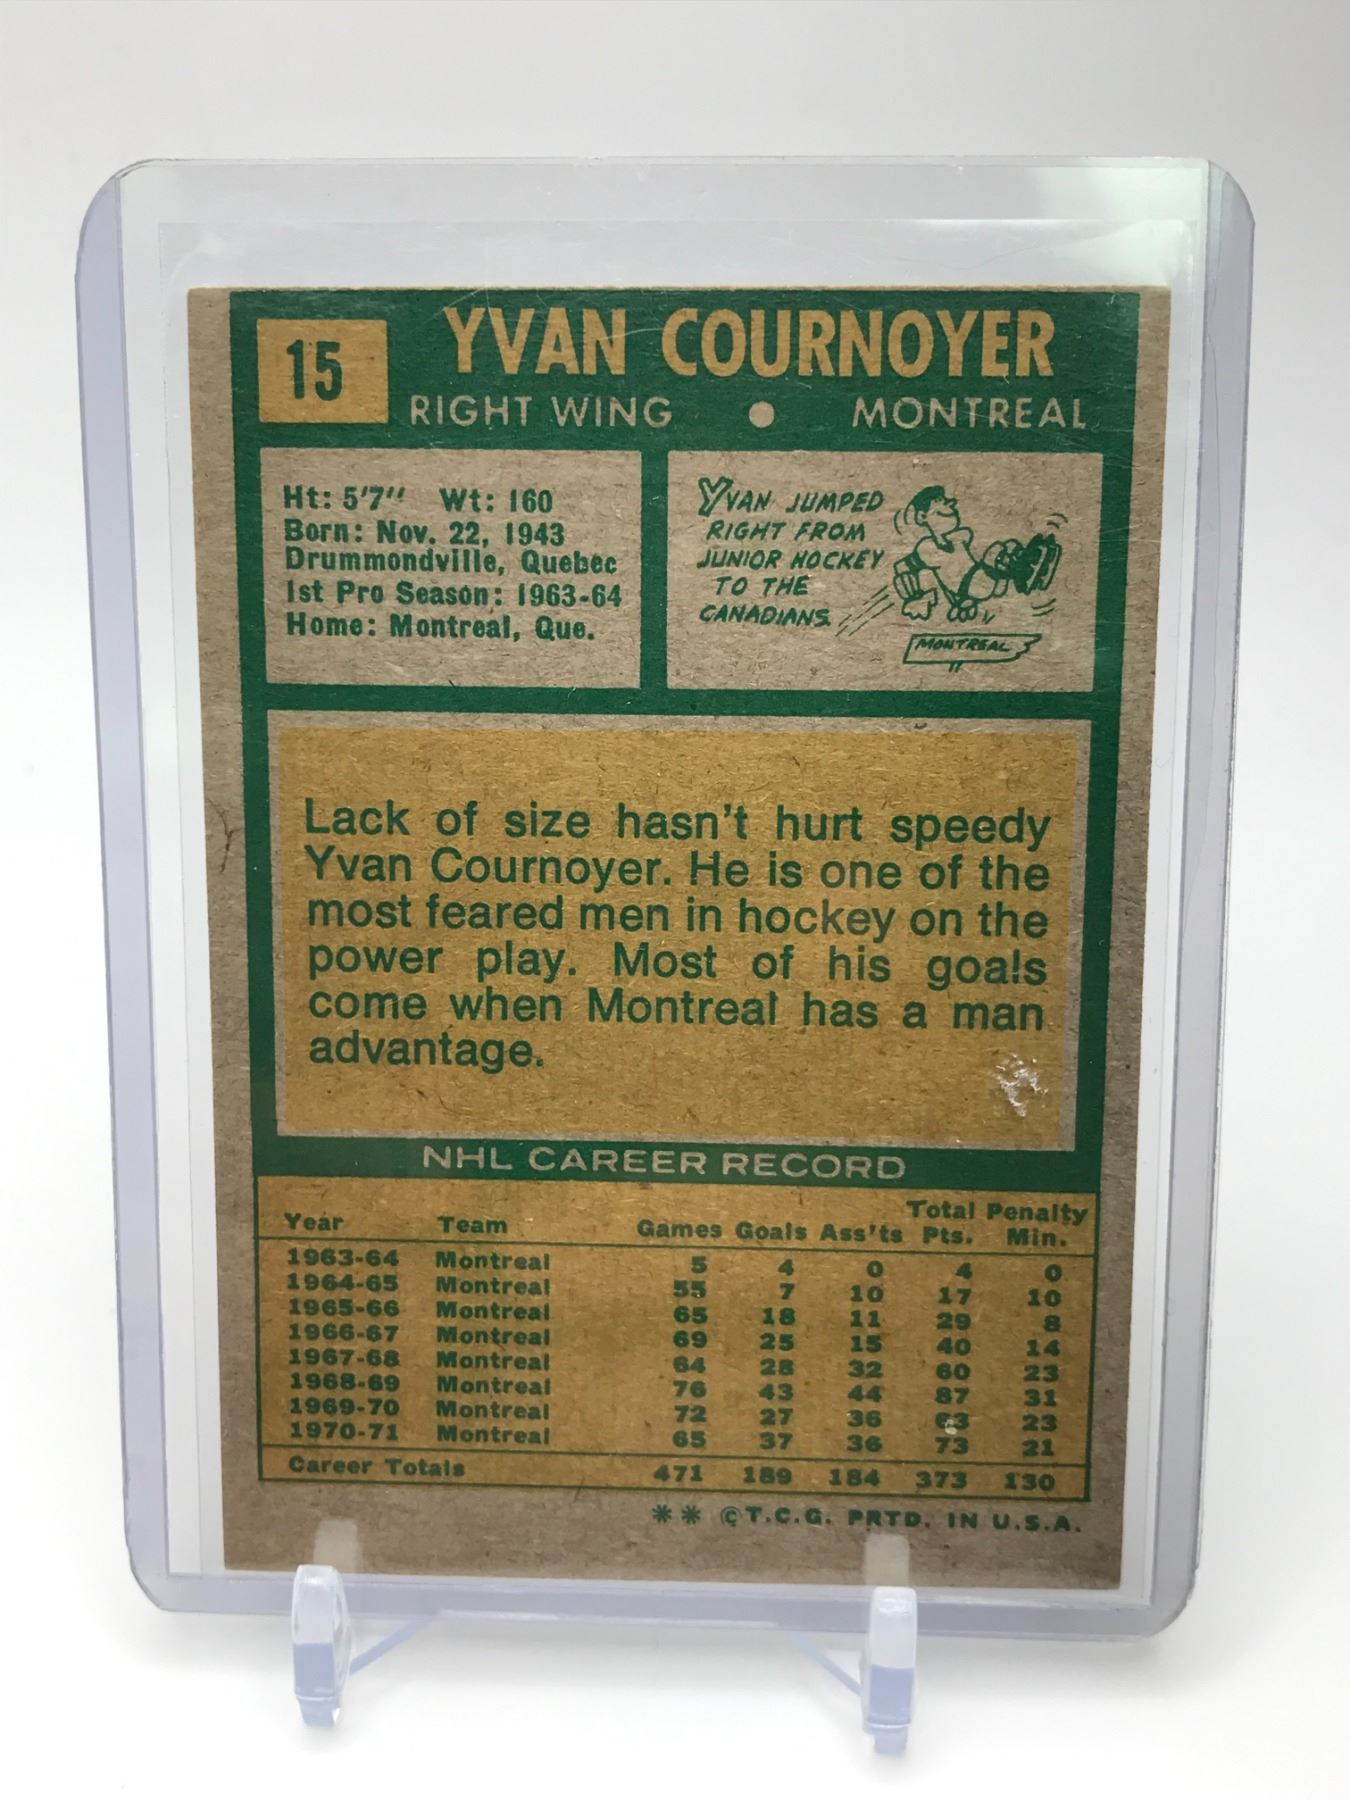 15
YVAN COURNOYER
RIGHT WING • MONTREAL
Ht: 5'7" Wt: 160
Born: Nov. 22, 1943
Drummondville, Quebec
1st Pro Season: 1963-64
Home: Montreal, Que.
YVAN JUMPED
RIGHT FROM
JUNIOR HOCKEY
TO THE
CANADIANS.
MONTREAL
Lack of size hasn't hurt speedy
Yvan Cournoyer. He is one of the
most feared men in hockey on the
power play. Most of his goals
come when Montreal has a man
advantage.
NHL CAREER RECORD
Year Team Games Goals Ass'ts Total Pts. Penalty Min.
1963-64 Montreal 5 4 0 4 0
1964-65 Montreal 55 7 10 17 10
1965-66 Montreal 65 18 11 29 8
1966-67 Montreal 69 25 15 40 14
1967-68 Montreal 64 28 32 60 23
1968-69 Montreal 76 43 44 87 31
1969-70 Montreal 72 27 36 63 23
1970-71 Montreal 65 37 36 73 21
Career Totals 471 189 184 373 130
** ©T.C.G. PRTD. IN U.S.A.